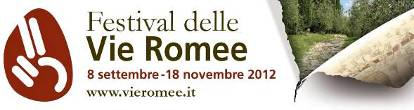 Festival delle
Vie Romee
8 settembre-18 novembre 2012
www.vieromee.it